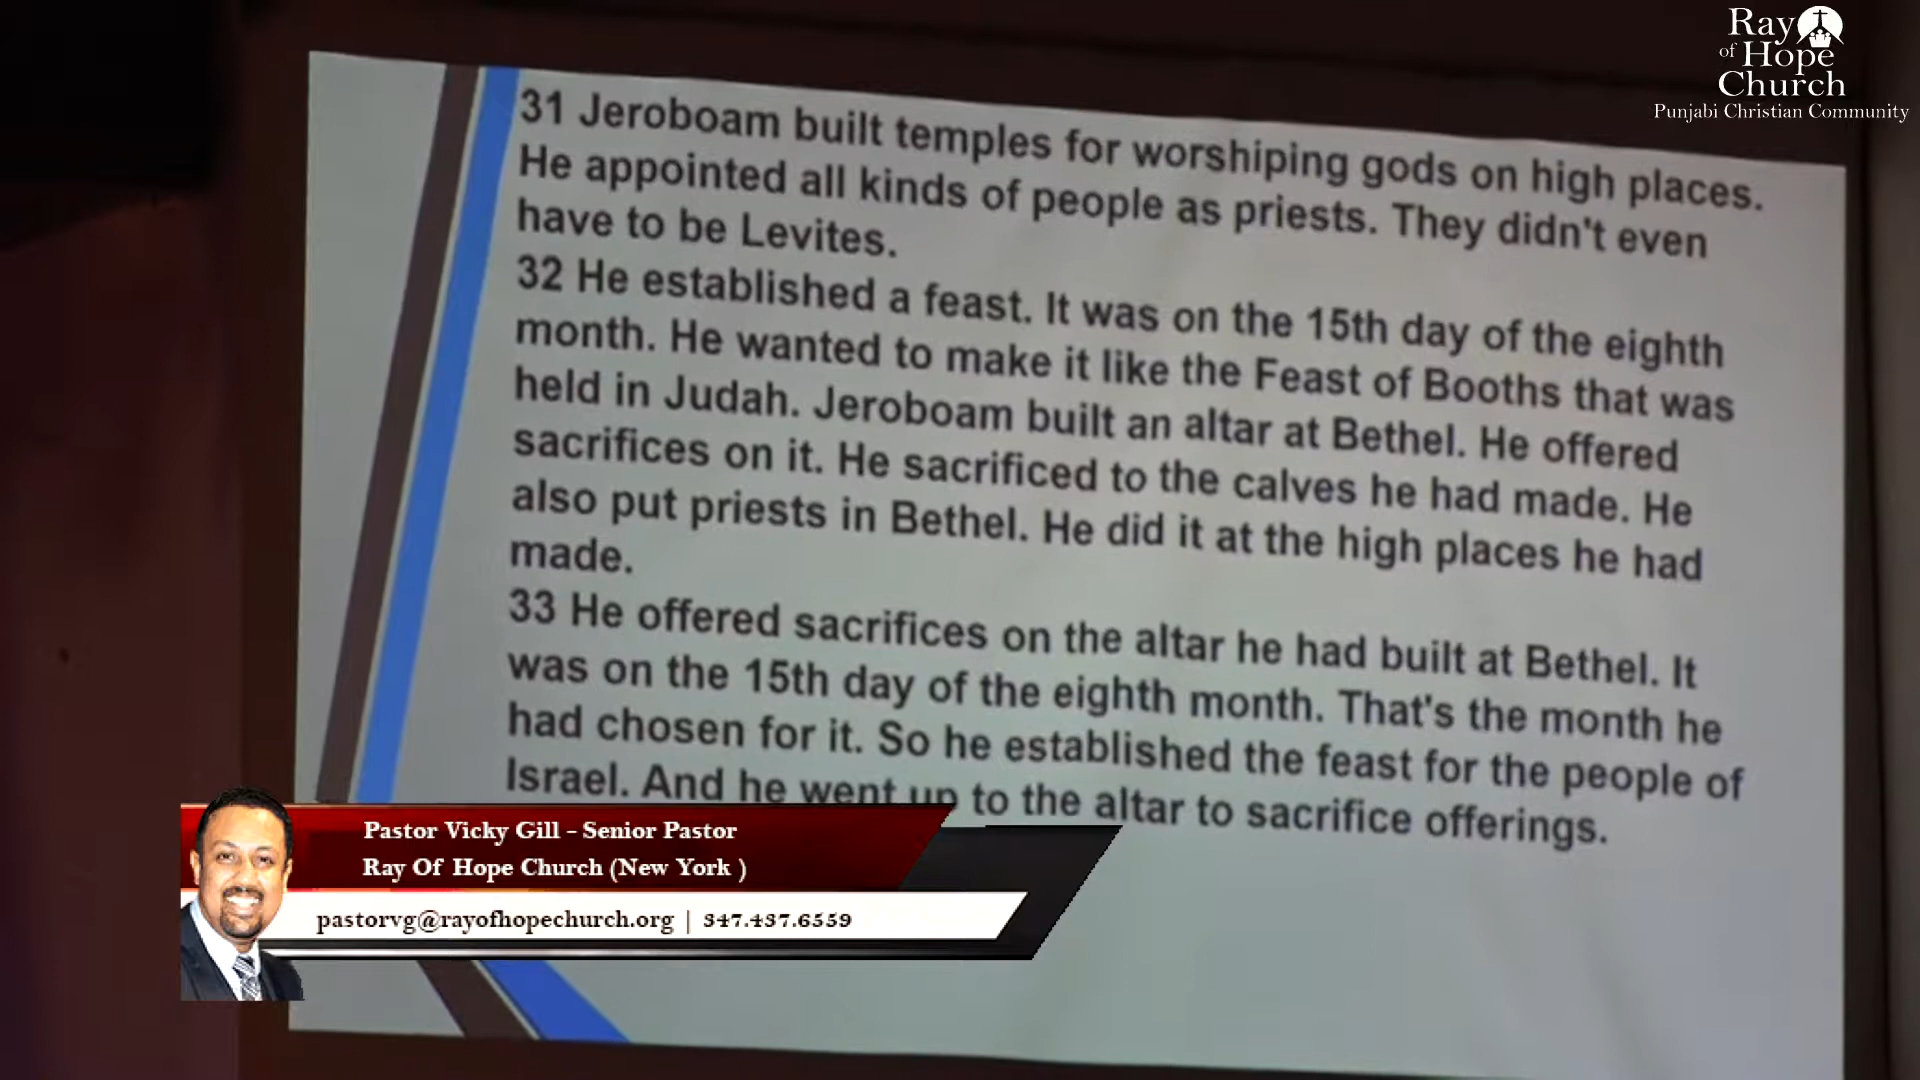 Ray
of Hope
Church
Punjabi Christian Community
31 Jeroboam built temples for worshiping gods on high places.
He appointed all kinds of people as priests. They didn't even
have to be Levites.
32 He established a feast. It was on the 15th day of the eighth
month. He wanted to make it like the Feast of Booths that was
held in Judah. Jeroboam built an altar at Bethel. He offered
sacrifices on it. He sacrificed to the calves he had made. He
also put priests in Bethel. He did it at the high places he had
made.
33 He offered sacrifices on the altar he had built at Bethel. It
was on the 15th day of the eighth month. That's the month he
had chosen for it. So he established the feast for the people of
Israel. And he went up to the altar to sacrifice offerings.
Pastor Vicky Gill - Senior Pastor
Ray Of Hope Church (New York )
pastorvg@rayofhopechurch.org | 347.437.6559